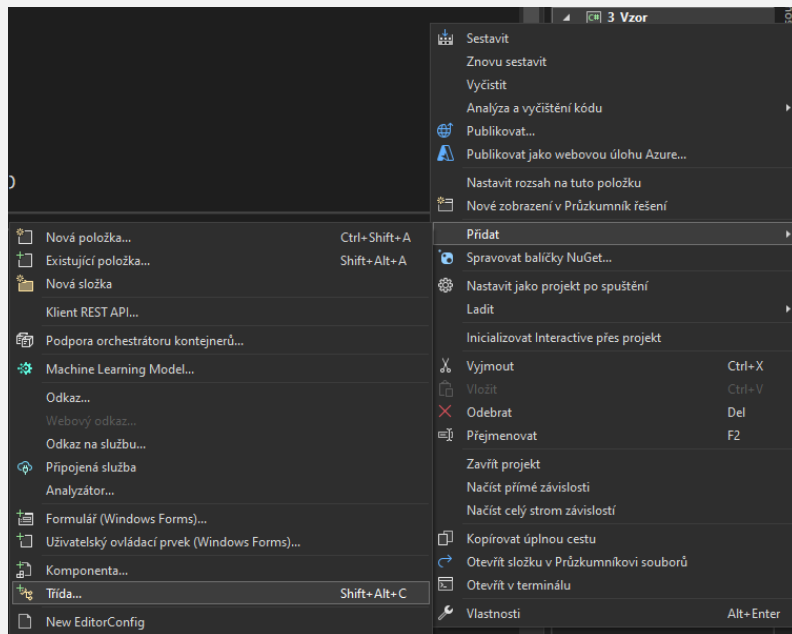 C# 3 Vzor
Sestavit
Znovu sestavit
Vyčistit
Analýza a vyčištění kódu
Publikovat...
Publikovat jako webovou úlohu Azure...
Nastavit rozsah na tuto položku
Nové zobrazení v Průzkumník řešení
Přidat
Spravovat balíčky NuGet...
Nastavit jako projekt po spuštění
Ladit
Inicializovat Interactive přes projekt
Vyjmout Ctrl+X
Vložit Ctrl+V
Odebrat Del
Přejmenovat F2
Zavřít projekt
Načíst přímé závislosti
Načíst celý strom závislostí
Kopírovat úplnou cestu
Otevřít složku v Průzkumníkovi souborů
Otevřít v terminálu
Vlastnosti Alt+Enter
Nová položka... Ctrl+Shift+A
Existující položka... Shift+Alt+A
Nová složka
Klient REST API...
Podpora orchestrátoru kontejnerů...
Machine Learning Model...
Odkaz...
Webový odkaz...
Odkaz na službu...
Připojená služba
Analyzátor...
Formulář (Windows Forms)...
Uživatelský ovládací prvek (Windows Forms)...
Komponenta...
Třída... Shift+Alt+C
New EditorConfig